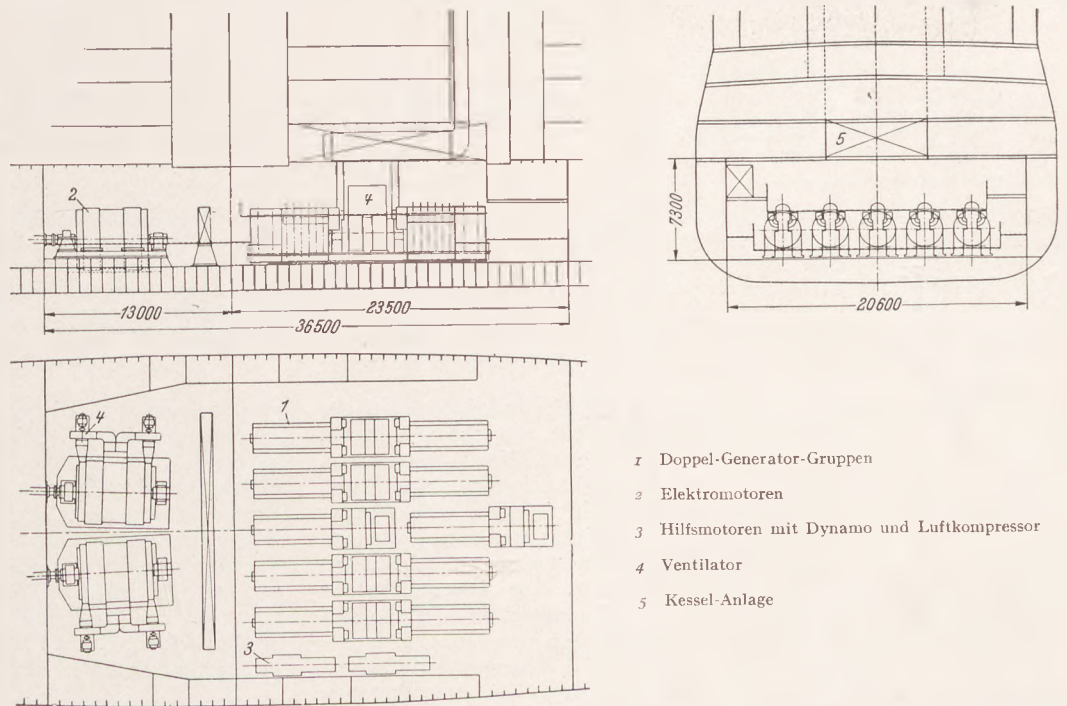 2
4
13000
23500
36500
5
7300
20600
4
1
3
1 Doppel-Generator-Gruppen
2 Elektromotoren
3 Hilfsmotoren mit Dynamo und Luftkompressor
4 Ventilator
5 Kessel-Anlage